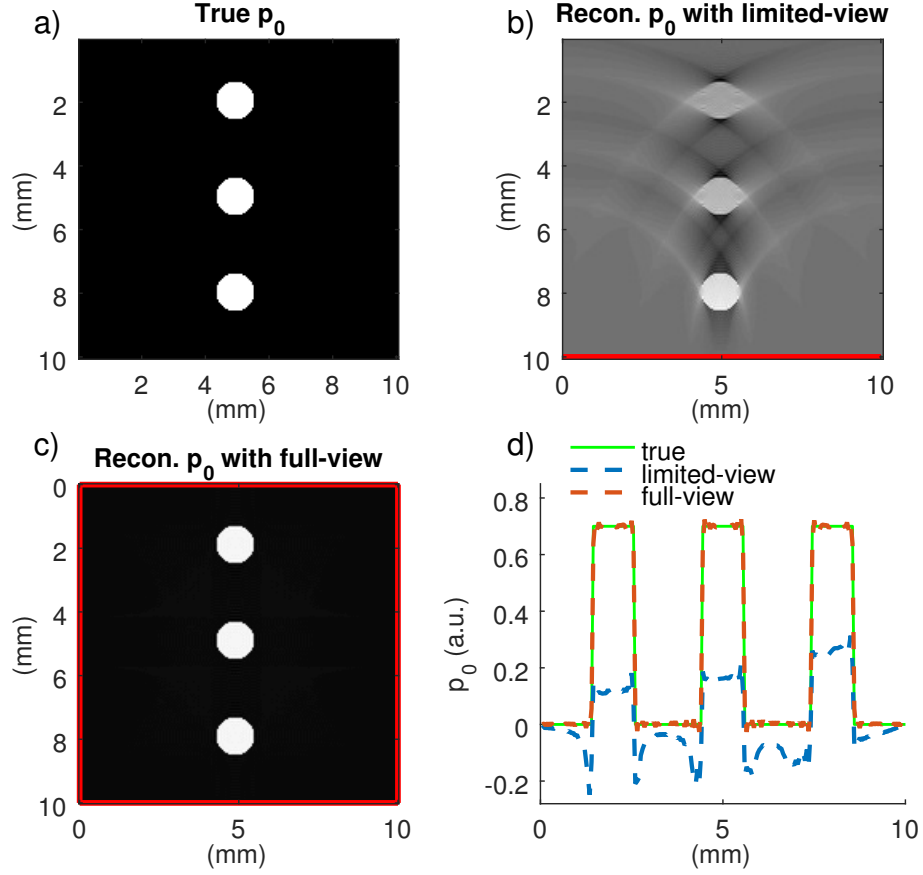 a)
True p0
2
4
6
8
10
(mm)
2 4 6 8 10
(mm)
b)
Recon. p0 with limited-view
2
4
6
8
10
(mm)
0 5 10
(mm)
c)
Recon. p0 with full-view
0
2
4
6
8
10
(mm)
0 5 10
(mm)
d)
true
limited-view
full-view
0.8
0.6
0.4
0.2
0
-0.2
p0 (a.u.)
0 5 10
(mm)